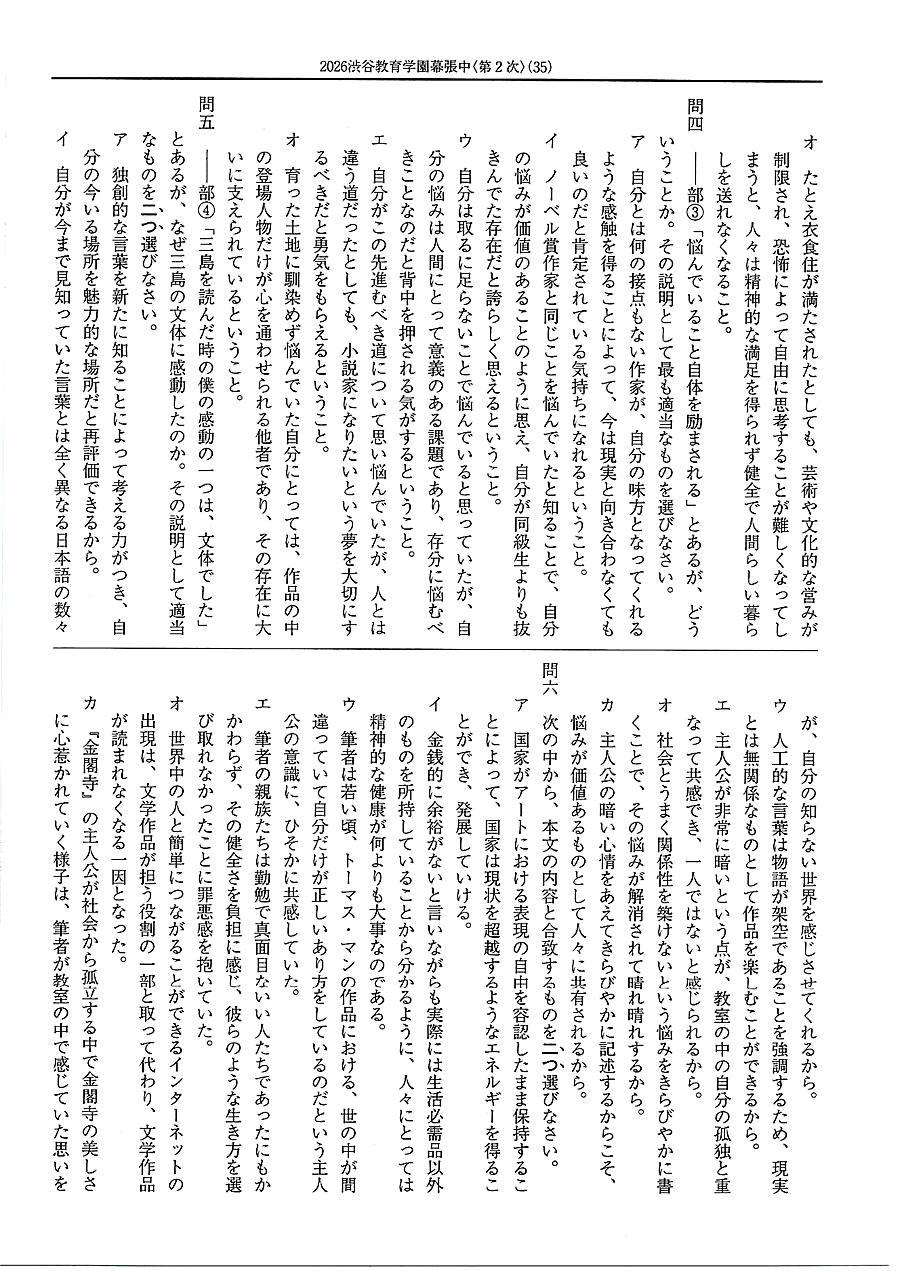 2026渋谷教育学園幕張中〈第2次〉(35)
オ たとえ衣食住が満たされたとしても、芸術や文化的な営みが
制限され、恐怖によって自由に思考することが難しくなってし
まうと、人々は精神的な満足を得られず健全で人間らしい暮ら
しを送れなくなること。
問四 ――部③「悩んでいること自体を励まされる」とあるが、どう
いうことか。その説明として最も適当なものを選びなさい。
ア 自分とは何の接点もない作家が、自分の味方となってくれる
ような感触を得ることによって、今は現実と向き合わなくても
良いのだと肯定されている気持ちになれるということ。
イ ノーベル賞作家と同じことを悩んでいたと知ることで、自分
の悩みが価値のあることのように思え、自分が同級生よりも抜
きんでた存在だと誇らしく思えるということ。
ウ 自分は取るに足らないことで悩んでいると思っていたが、自
分の悩みは人間にとって意義のある課題であり、存分に悩むべ
きことなのだと背中を押される気がするということ。
エ 自分がこの先進むべき道について思い悩んでいたが、人とは
違う道だったとしても、小説家になりたいという夢を大切にす
るべきだと勇気をもらえるということ。
オ 育った土地に馴染めず悩んでいた自分にとっては、作品の中
の登場人物だけが心を通わせられる他者であり、その存在に大
いに支えられているということ。
問五 ――部④「三島を読んだ時の僕の感動の一つは、文体でした」
とあるが、なぜ三島の文体に感動したのか。その説明として適当
なものを二つ選びなさい。
ア 独創的な言葉を新たに知ることによって考える力がつき、自
分の今いる場所を魅力的な場所だと再評価できるから。
イ 自分が今まで見知っていた言葉とは全く異なる日本語の数々
が、自分の知らない世界を感じさせてくれるから。
ウ 人工的な言葉は物語が架空であることを強調するため、現実
とは無関係なものとして作品を楽しむことができるから。
エ 主人公が非常に暗いという点が、教室の中の自分の孤独と重
なって共感でき、一人ではないと感じられるから。
オ 社会とうまく関係性を築けないという悩みをきらびやかに書
くことで、その悩みが解消されて晴れ晴れするから。
カ 主人公の暗い心情をあえてきらびやかに記述するからこそ、
悩みが価値あるものとして人々に共有されるから。
問六 次の中から、本文の内容と合致するものを二つ選びなさい。
ア 国家がアートにおける表現の自由を容認したまま保持するこ
とによって、国家は現状を超越するようなエネルギーを得るこ
とができ、発展していける。
イ 金銭的に余裕がないと言いながらも実際には生活必需品以外
のものを所持していることから分かるように、人々にとっては
精神的な健康が何よりも大事なのである。
ウ 筆者は若い頃、トーマス・マンの作品における、世の中が間
違っていて自分だけが正しいあり方をしているのだという主人
公の意識に、ひそかに共感していた。
エ 筆者の親族たちは勤勉で真面目ない人たちであったにもか
かわらず、その健全さを負担に感じ、彼らのような生き方を選
び取れなかったことに罪悪感を抱いていた。
オ 世界中の人と簡単につながることができるインターネットの
出現は、文学作品が担う役割の一部と取って代わり、文学作品
が読まれなくなる一因となった。
カ 『金閣寺』の主人公が社会から孤立する中で金閣寺の美しさ
に心惹かれていく様子は、筆者が教室の中で感じていた思いを